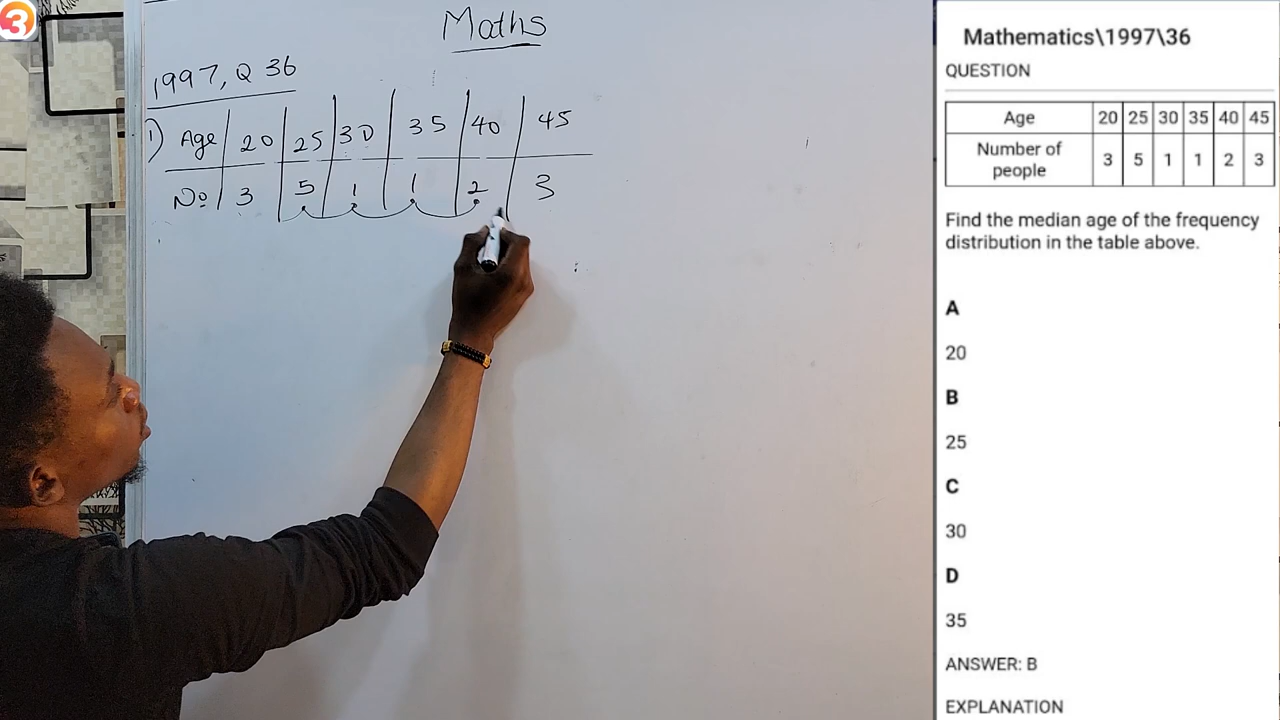 3
Maths
1997, Q 36
1) Age 20 25 30 35 40 45
No 3 5 1 1 2 3
Mathematics\1997\36
QUESTION
Age 20 25 30 35 40 45
Number of people 3 5 1 1 2 3
Find the median age of the frequency
distribution in the table above.
A
20
B
25
C
30
D
35
ANSWER: B
EXPLANATION